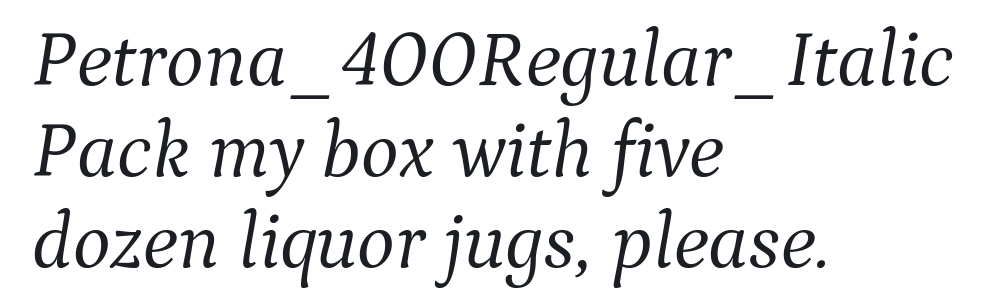 Petrona_400Regular_Italic
Pack my box with five
dozen liquor jugs, please.